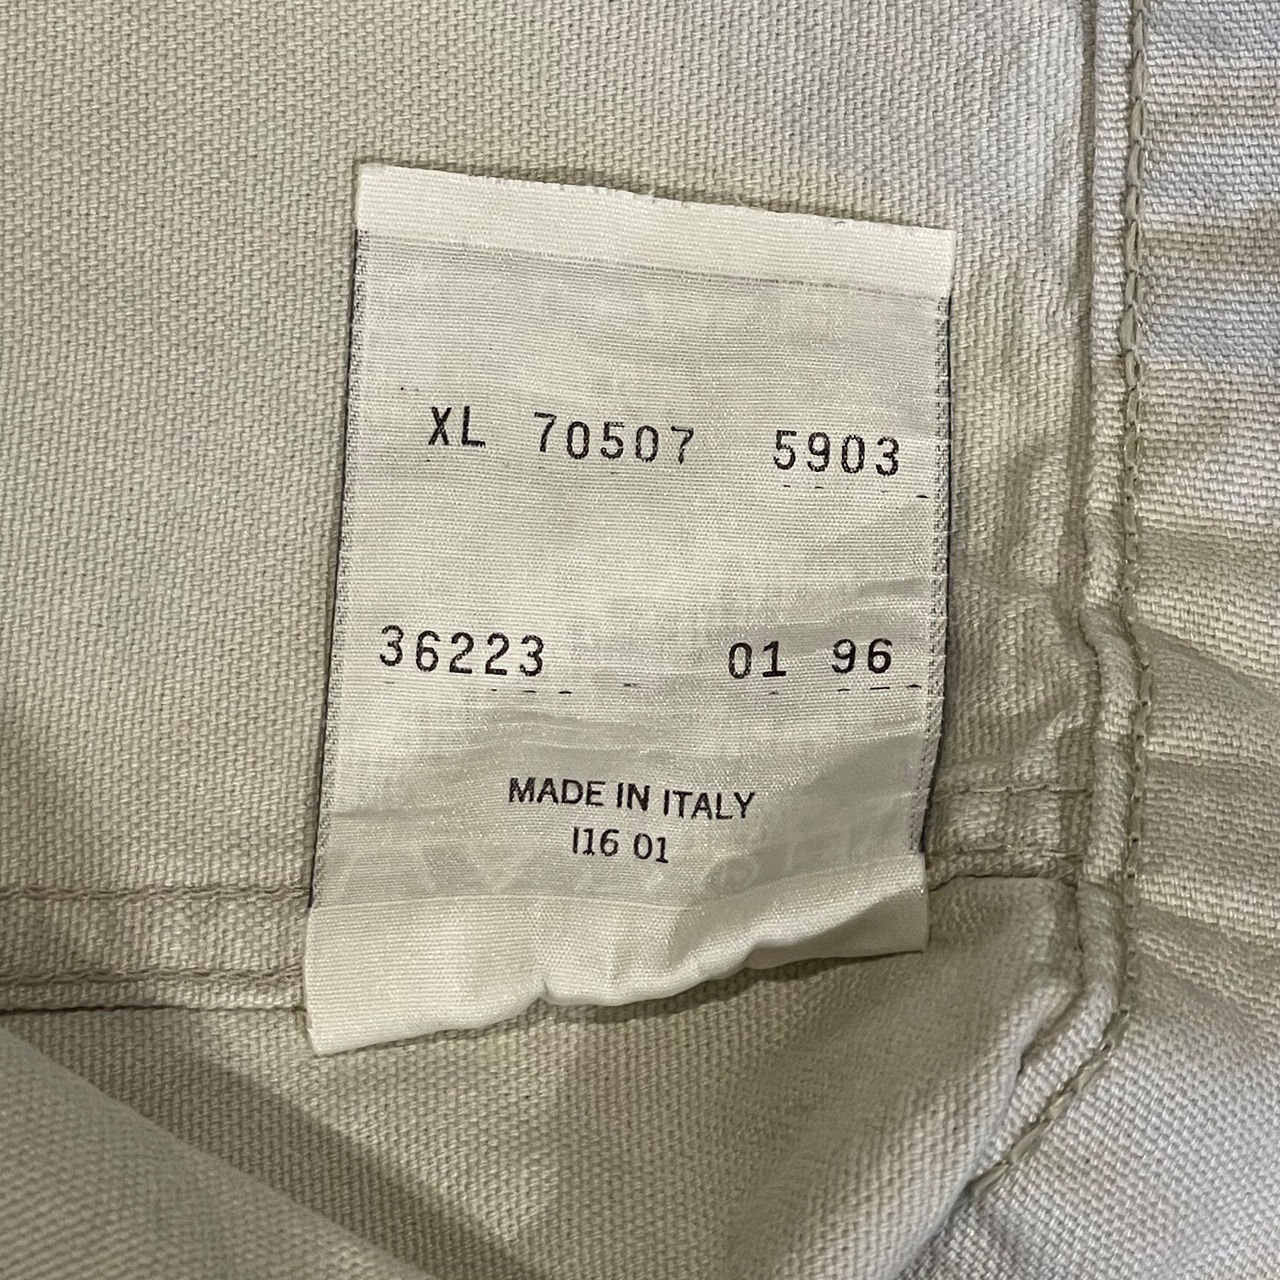 XL 70507 5903
36223 01 96
MADE IN ITALY
I16 01